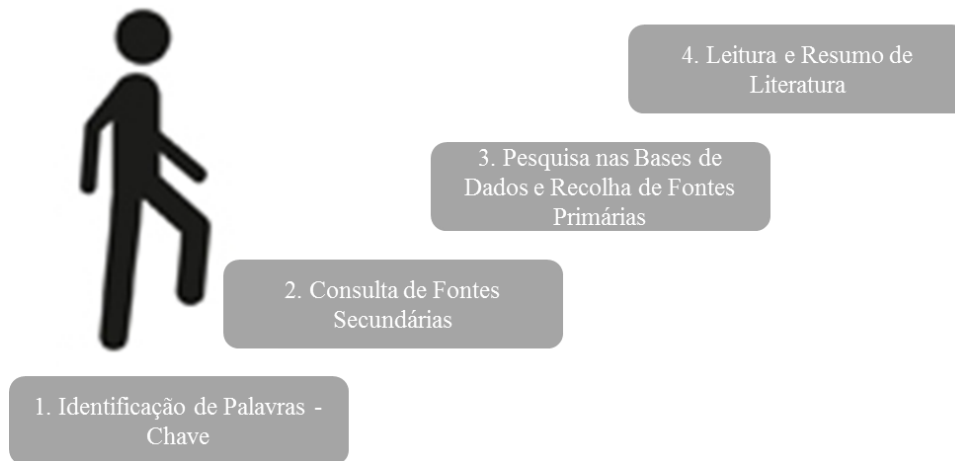 4. Leitura e Resumo de
Literatura
3. Pesquisa nas Bases de
Dados e Recolha de Fontes
Primárias
2. Consulta de Fontes
Secundárias
1. Identificação de Palavras -
Chave